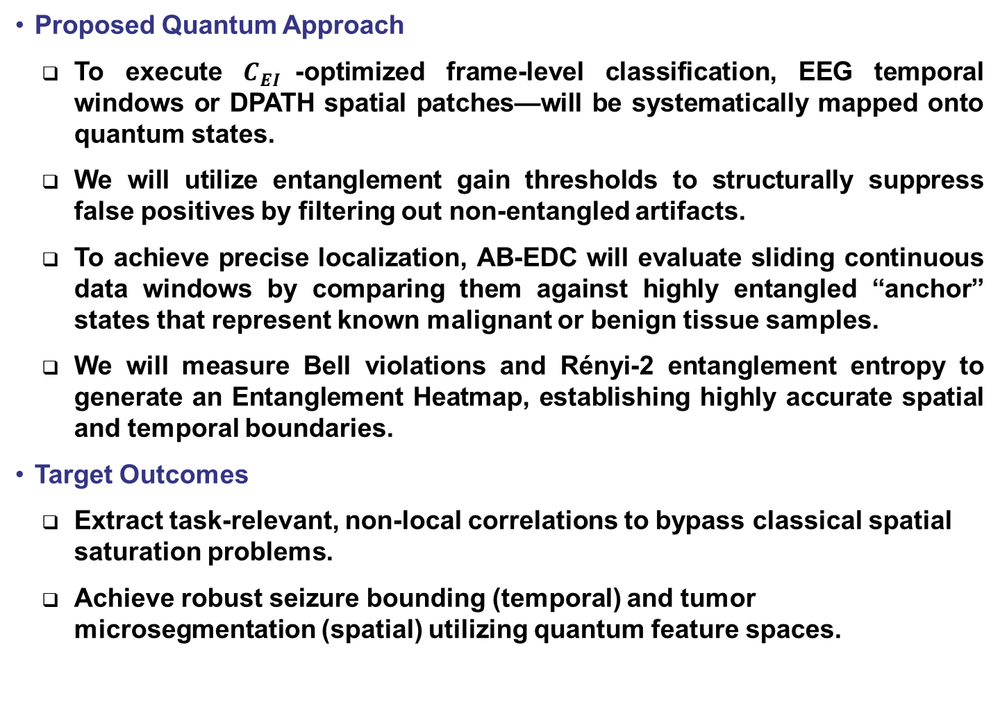 • Proposed Quantum Approach
❑ To execute C_EI -optimized frame-level classification, EEG temporal
windows or DPATH spatial patches—will be systematically mapped onto
quantum states.
❑ We will utilize entanglement gain thresholds to structurally suppress
false positives by filtering out non-entangled artifacts.
❑ To achieve precise localization, AB-EDC will evaluate sliding continuous
data windows by comparing them against highly entangled “anchor”
states that represent known malignant or benign tissue samples.
❑ We will measure Bell violations and Rényi-2 entanglement entropy to
generate an Entanglement Heatmap, establishing highly accurate spatial
and temporal boundaries.
• Target Outcomes
❑ Extract task-relevant, non-local correlations to bypass classical spatial
saturation problems.
❑ Achieve robust seizure bounding (temporal) and tumor
microsegmentation (spatial) utilizing quantum feature spaces.